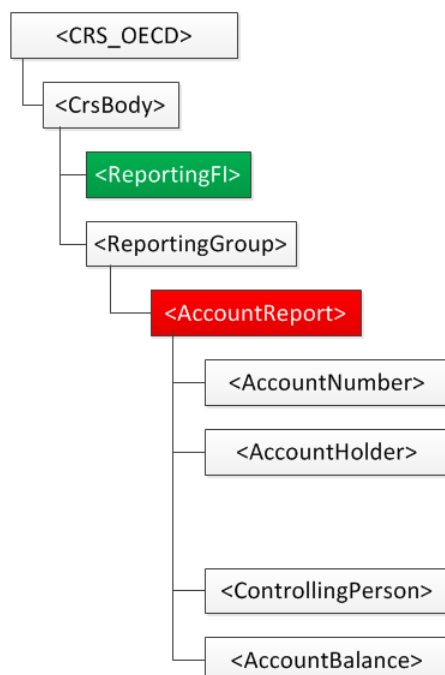 <CRS_OECD>
<CrsBody>
<ReportingFI>
<ReportingGroup>
<AccountReport>
<AccountNumber>
<AccountHolder>
<ControllingPerson>
<AccountBalance>